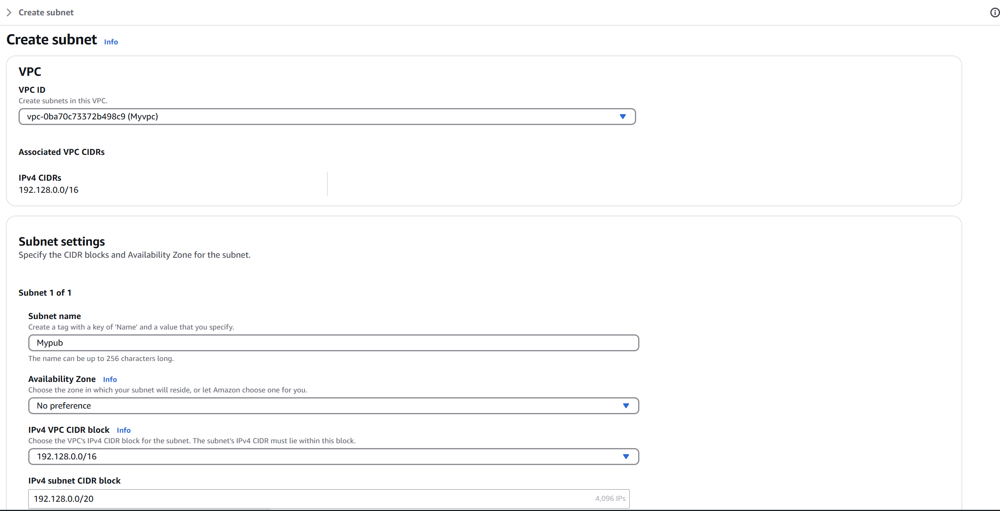 Create subnet
Create subnet Info
VPC
VPC ID
Create subnets in this VPC.
vpc-0ba70c73372b498c9 (Myvpc)
Associated VPC CIDRs
IPv4 CIDRs
192.128.0.0/16
Subnet settings
Specify the CIDR blocks and Availability Zone for the subnet.
Subnet 1 of 1
Subnet name
Create a tag with a key of 'Name' and a value that you specify.
Mypub
The name can be up to 256 characters long.
Availability Zone Info
Choose the zone in which your subnet will reside, or let Amazon choose one for you.
No preference
IPv4 VPC CIDR block Info
Choose the VPC's IPv4 CIDR block for the subnet. The subnet's IPv4 CIDR must lie within this block.
192.128.0.0/16
IPv4 subnet CIDR block
192.128.0.0/20 4,096 IPs